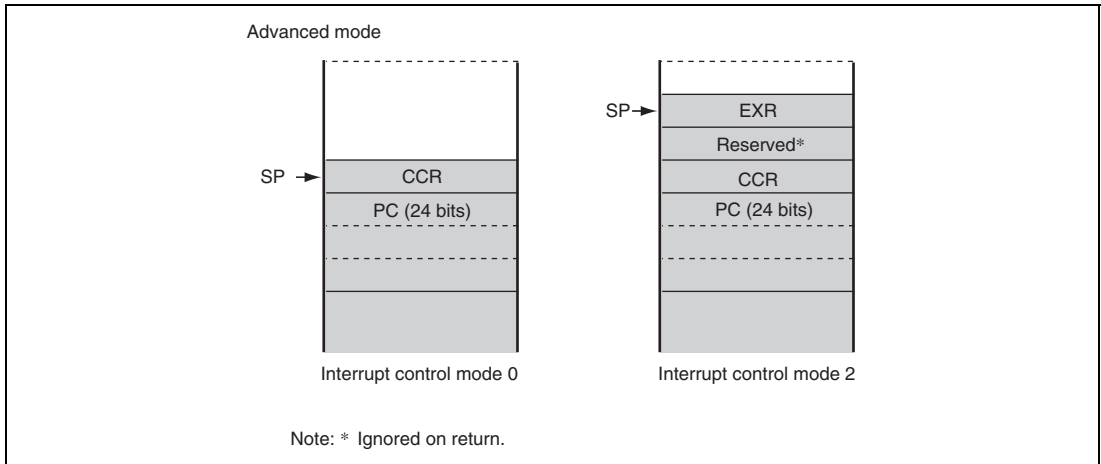 Advanced mode
SP
CCR
PC (24 bits)
Interrupt control mode 0
SP
EXR
Reserved*
CCR
PC (24 bits)
Interrupt control mode 2
Note: * Ignored on return.